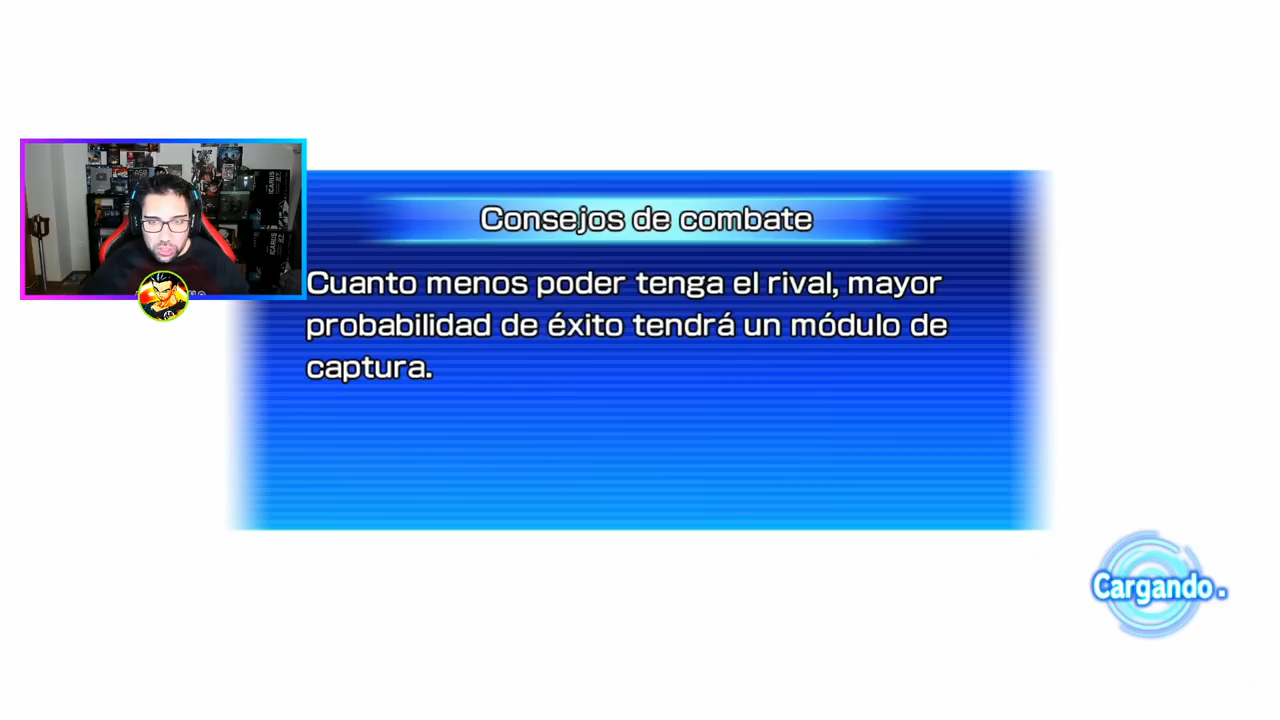 Consejos de combate
Cuanto menos poder tenga el rival, mayor
probabilidad de éxito tendrá un módulo de
captura.
Cargando.